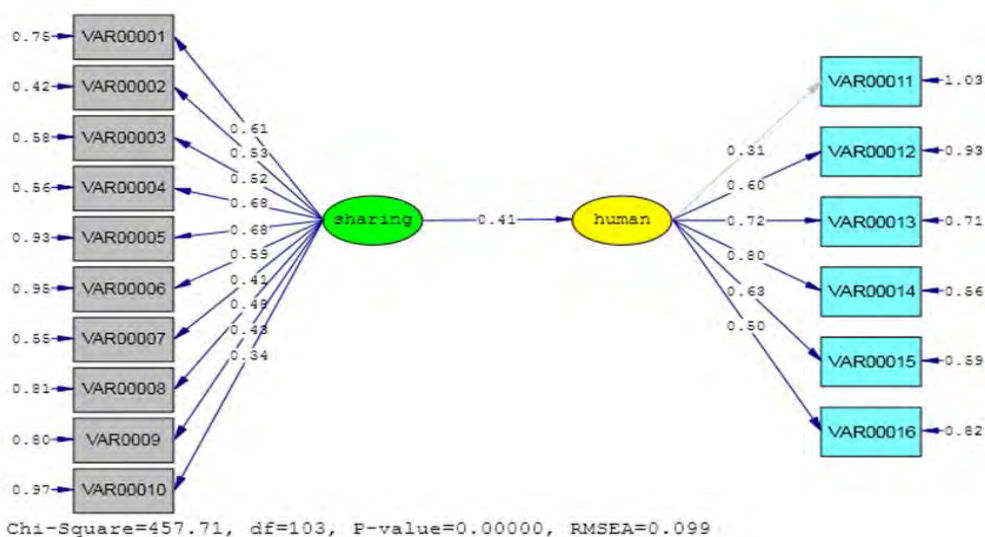 0.75
VAR00001
0.42
VAR00002
0.58
VAR00003
0.56
VAR00004
0.93
VAR00005
0.95
VAR00006
0.55
VAR00007
0.81
VAR00008
0.80
VAR0009
0.97
VAR00010
0.61
0.53
0.52
0.68
0.68
0.59
0.41
0.49
0.43
0.34
sharing
0.41
human
0.31
0.60
0.72
0.80
0.63
0.50
VAR00011
1.03
VAR00012
0.93
VAR00013
0.71
VAR00014
0.56
VAR00015
0.59
VAR00016
0.82
Chi-Square=457.71, df=103, P-value=0.00000, RMSEA=0.099